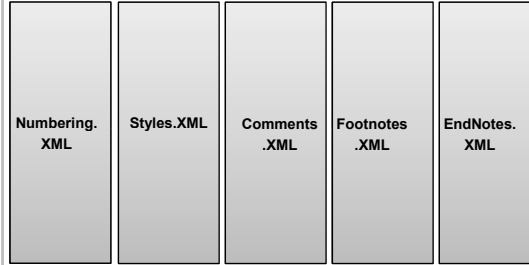 Numbering.
XML
Styles.XML
Comments
.XML
Footnotes
.XML
EndNotes.
XML